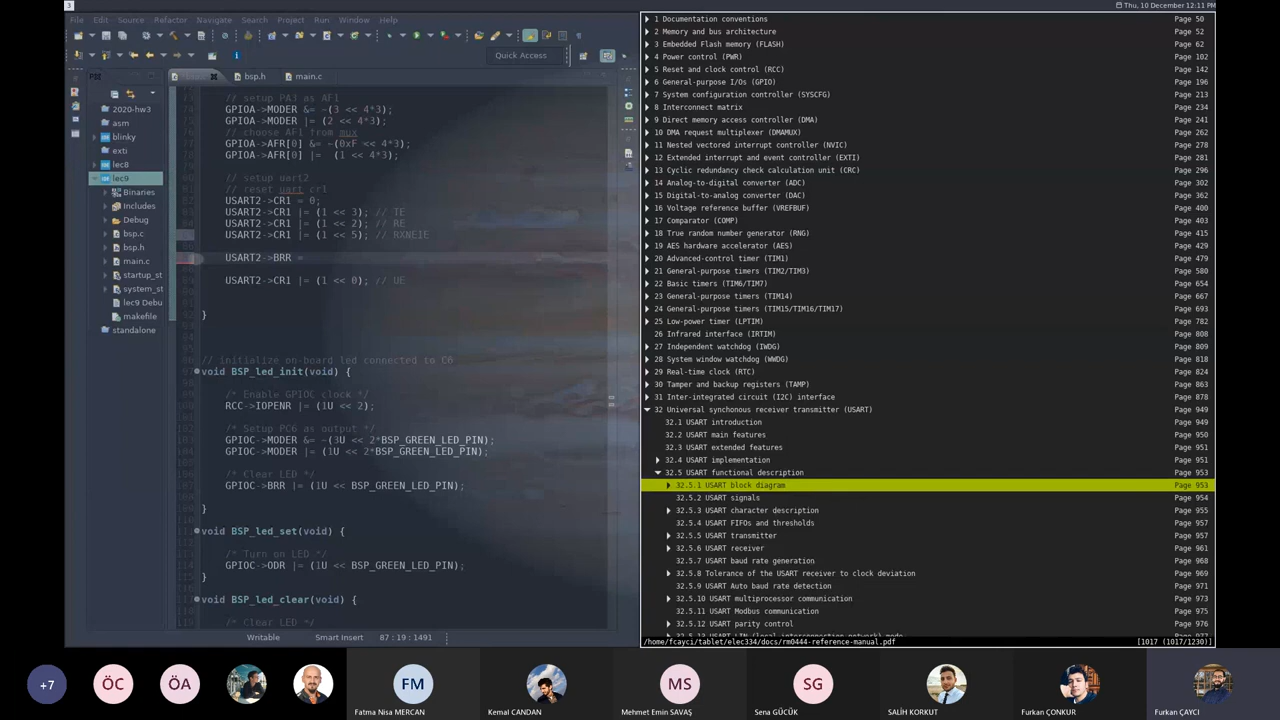 3
Thu, 10 December 12:11 PM
File Edit Source Refactor Navigate Search Project Run Window Help
Quick Access
bsp.h
main.c
2020-hw3
asm
blinky
exti
lec8
lec9
Binaries
Includes
Debug
bsp.c
bsp.h
main.c
startup_st
system_st
lec9 Debu
makefile
standalone
// setup PA3 as AF1
GPIOA->MODER &= ~(3 << 4*3);
GPIOA->MODER |= (2 << 4*3);
// choose AF1 from mux
GPIOA->AFR[0] &= ~(0xF << 4*3);
GPIOA->AFR[0] |=  (1 << 4*3);
// setup uart2
// reset uart cr1
USART2->CR1 = 0;
USART2->CR1 |= (1 << 3); // TE
USART2->CR1 |= (1 << 2); // RE
USART2->CR1 |= (1 << 5); // RXNEIE
USART2->BRR =
USART2->CR1 |= (1 << 0); // UE
}
// initialize on-board led connected to C6
void BSP_led_init(void) {
/* Enable GPIOC clock */
RCC->IOPENR |= (1U << 2);
/* Setup PC6 as output */
GPIOC->MODER &= ~(3U << 2*BSP_GREEN_LED_PIN);
GPIOC->MODER |= (1U << 2*BSP_GREEN_LED_PIN);
/* Clear LED */
GPIOC->BRR |= (1U << BSP_GREEN_LED_PIN);
}
void BSP_led_set(void) {
/* Turn on LED */
GPIOC->ODR |= (1U << BSP_GREEN_LED_PIN);
}
void BSP_led_clear(void) {
/* Clear LED */
Writable Smart Insert 87 : 19 : 1491
1 Documentation conventions Page 50
2 Memory and bus architecture Page 52
3 Embedded Flash memory (FLASH) Page 62
4 Power control (PWR) Page 102
5 Reset and clock control (RCC) Page 142
6 General-purpose I/Os (GPIO) Page 196
7 System configuration controller (SYSCFG) Page 213
8 Interconnect matrix Page 234
9 Direct memory access controller (DMA) Page 241
10 DMA request multiplexer (DMAMUX) Page 262
11 Nested vectored interrupt controller (NVIC) Page 278
12 Extended interrupt and event controller (EXTI) Page 281
13 Cyclic redundancy check calculation unit (CRC) Page 296
14 Analog-to-digital converter (ADC) Page 302
15 Digital-to-analog converter (DAC) Page 362
16 Voltage reference buffer (VREFBUF) Page 400
17 Comparator (COMP) Page 403
18 True random number generator (RNG) Page 415
19 AES hardware accelerator (AES) Page 429
20 Advanced-control timer (TIM1) Page 466
21 General-purpose timers (TIM2/TIM3) Page 580
22 Basic timers (TIM6/TIM7) Page 654
23 General-purpose timers (TIM14) Page 667
24 General-purpose timers (TIM15/TIM16/TIM17) Page 693
25 Low-power timer (LPTIM) Page 782
26 Infrared interface (IRTIM) Page 808
27 Independent watchdog (IWDG) Page 809
28 System window watchdog (WWDG) Page 818
29 Real-time clock (RTC) Page 824
30 Tamper and backup registers (TAMP) Page 863
31 Inter-integrated circuit (I2C) interface Page 878
32 Universal synchonous receiver transmitter (USART) Page 949
32.1 USART introduction Page 949
32.2 USART main features Page 950
32.3 USART extended features Page 951
32.4 USART implementation Page 951
32.5 USART functional description Page 953
32.5.1 USART block diagram Page 953
32.5.2 USART signals Page 954
32.5.3 USART character description Page 955
32.5.4 USART FIFOs and thresholds Page 957
32.5.5 USART transmitter Page 957
32.5.6 USART receiver Page 961
32.5.7 USART baud rate generation Page 968
32.5.8 Tolerance of the USART receiver to clock deviation Page 969
32.5.9 USART Auto baud rate detection Page 971
32.5.10 USART multiprocessor communication Page 973
32.5.11 USART Modbus communication Page 975
32.5.12 USART parity control Page 976
32.5.13 LIN (local interconnection network) mode Page 977
/home/fcayci/tablet/elec334/docs/rm0444-reference-manual.pdf [1017 (1017/1230)]
+7
ÖC
ÖA
FM
Fatma Nisa MERCAN
Kemal CANDAN
MS
Mehmet Emin SAVAŞ
SG
Sena GÜCÜK
SALİH KORKUT
Furkan ÇONKUR
Furkan ÇAYCI